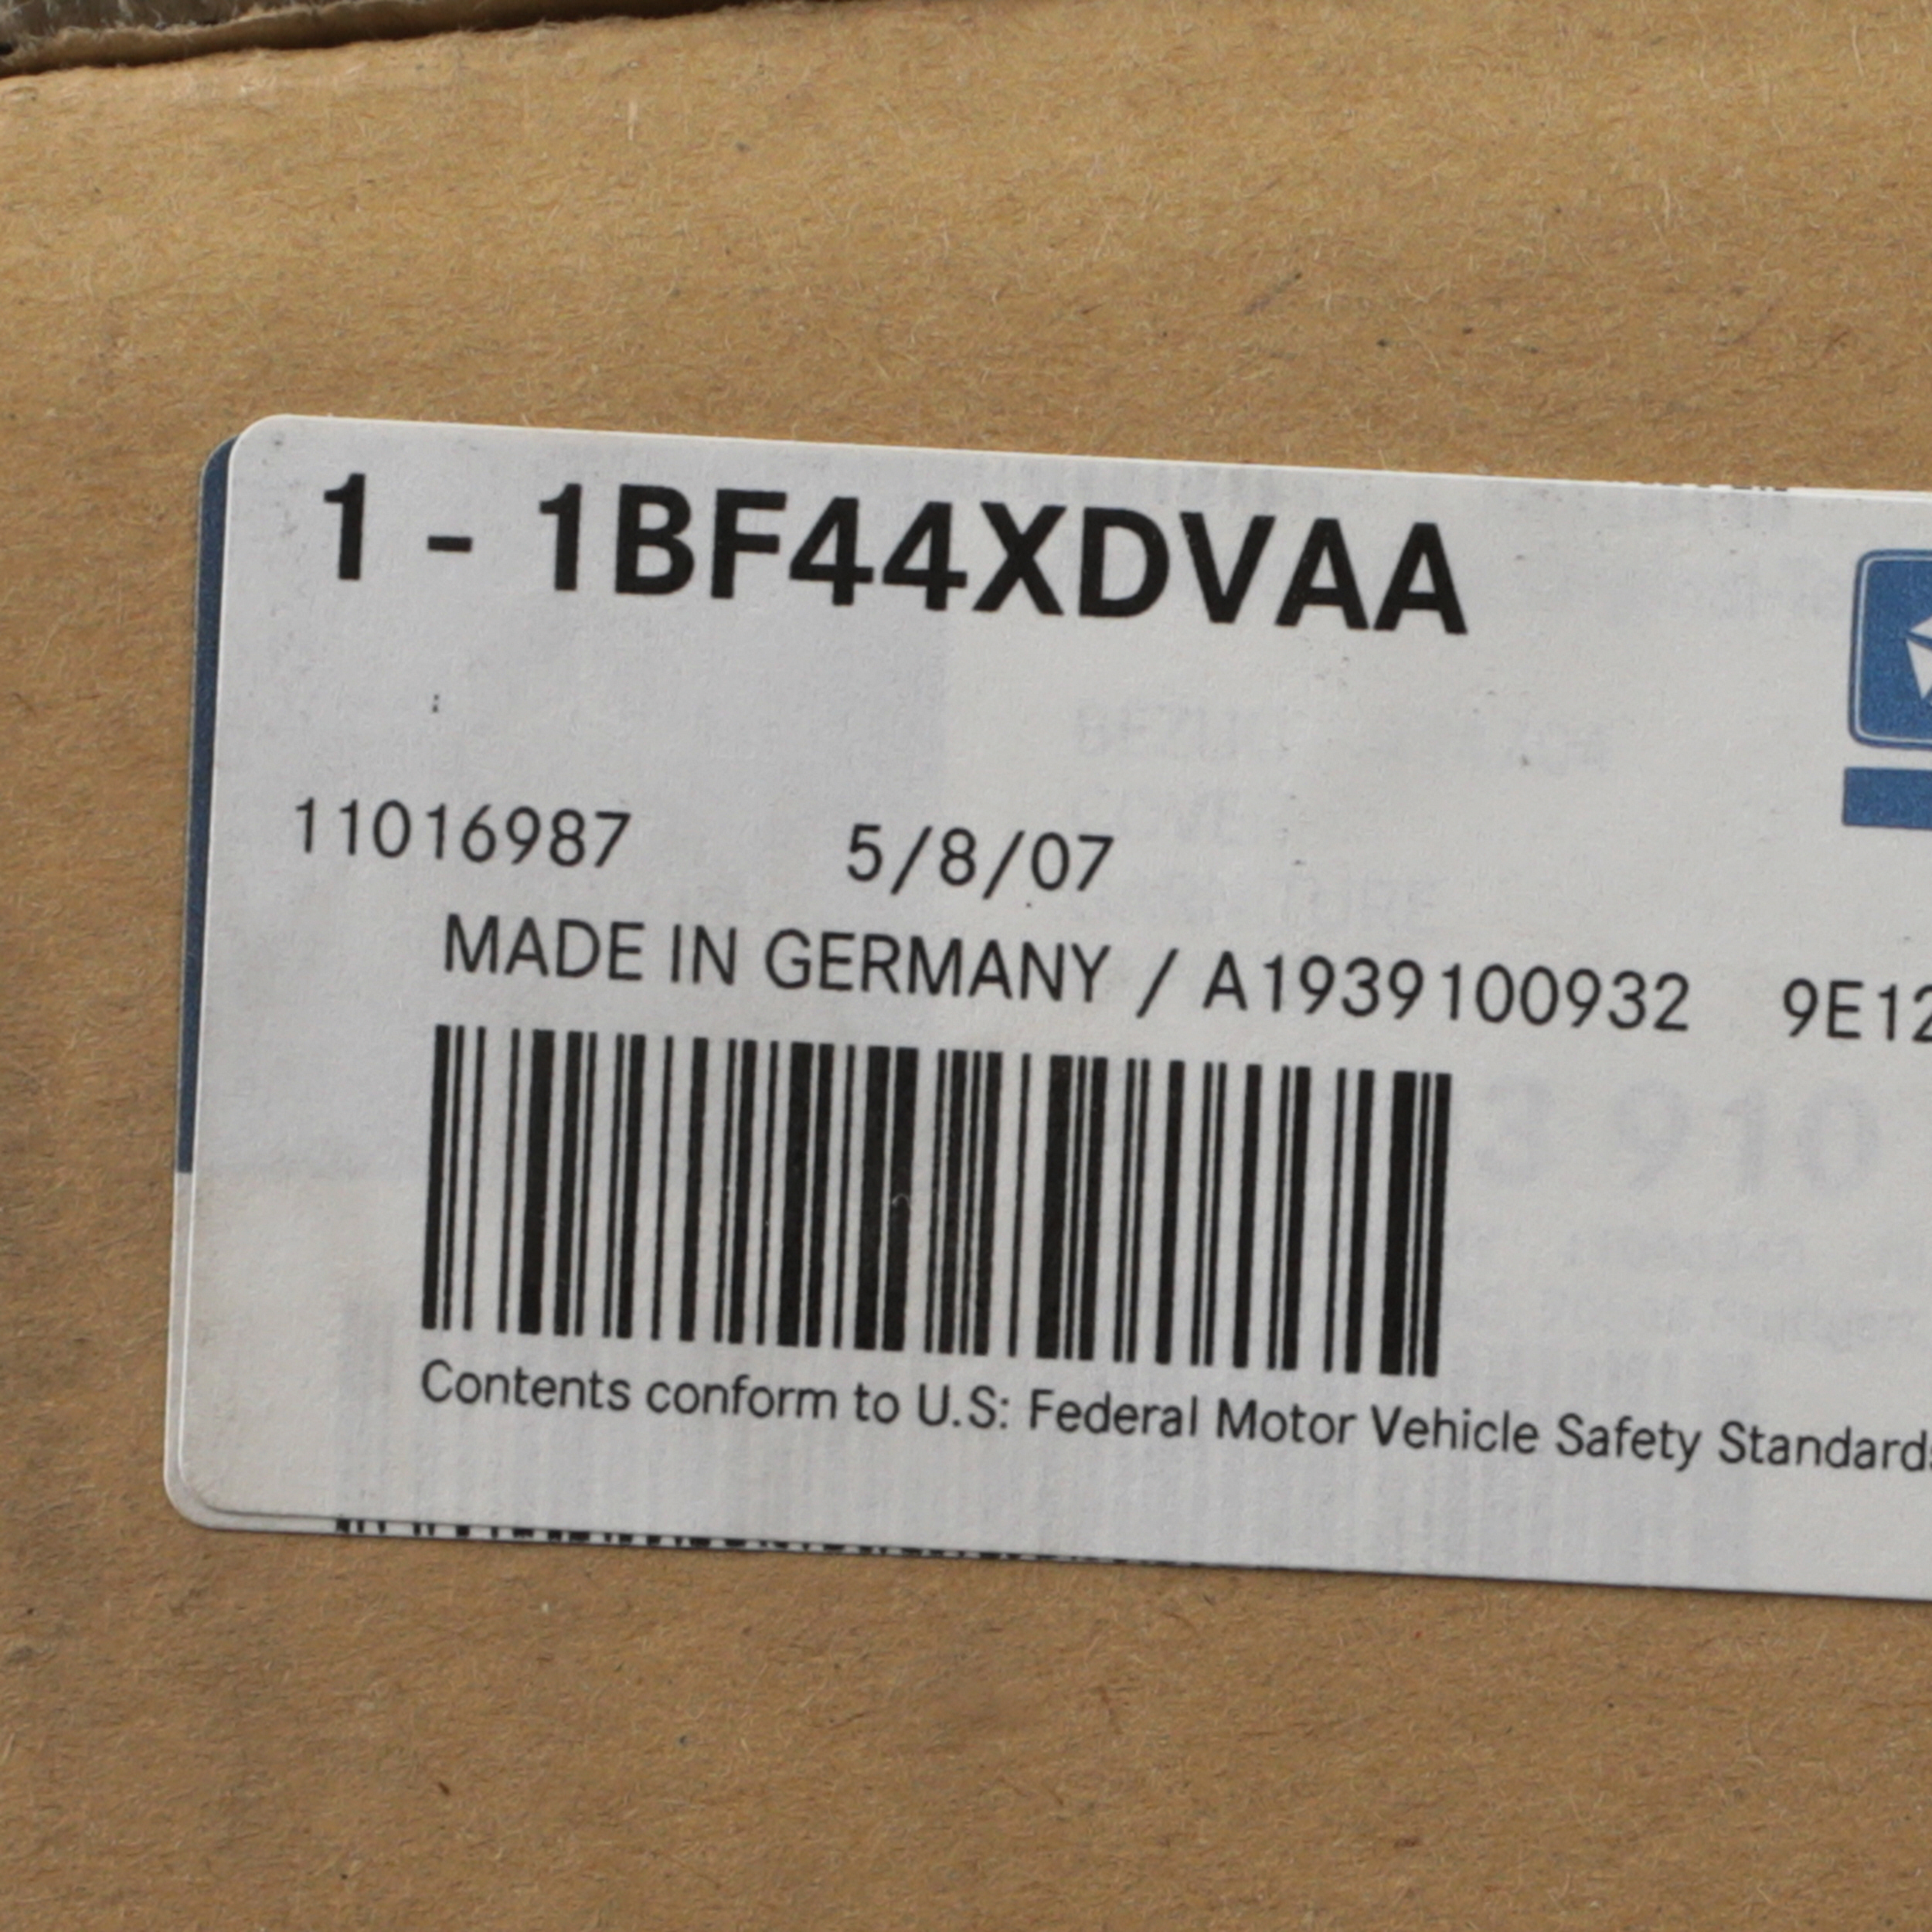 1 - 1BF44XDVAA
11016987 5/8/07
MADE IN GERMANY / A1939100932 9E12
Contents conform to U.S: Federal Motor Vehicle Safety Standards